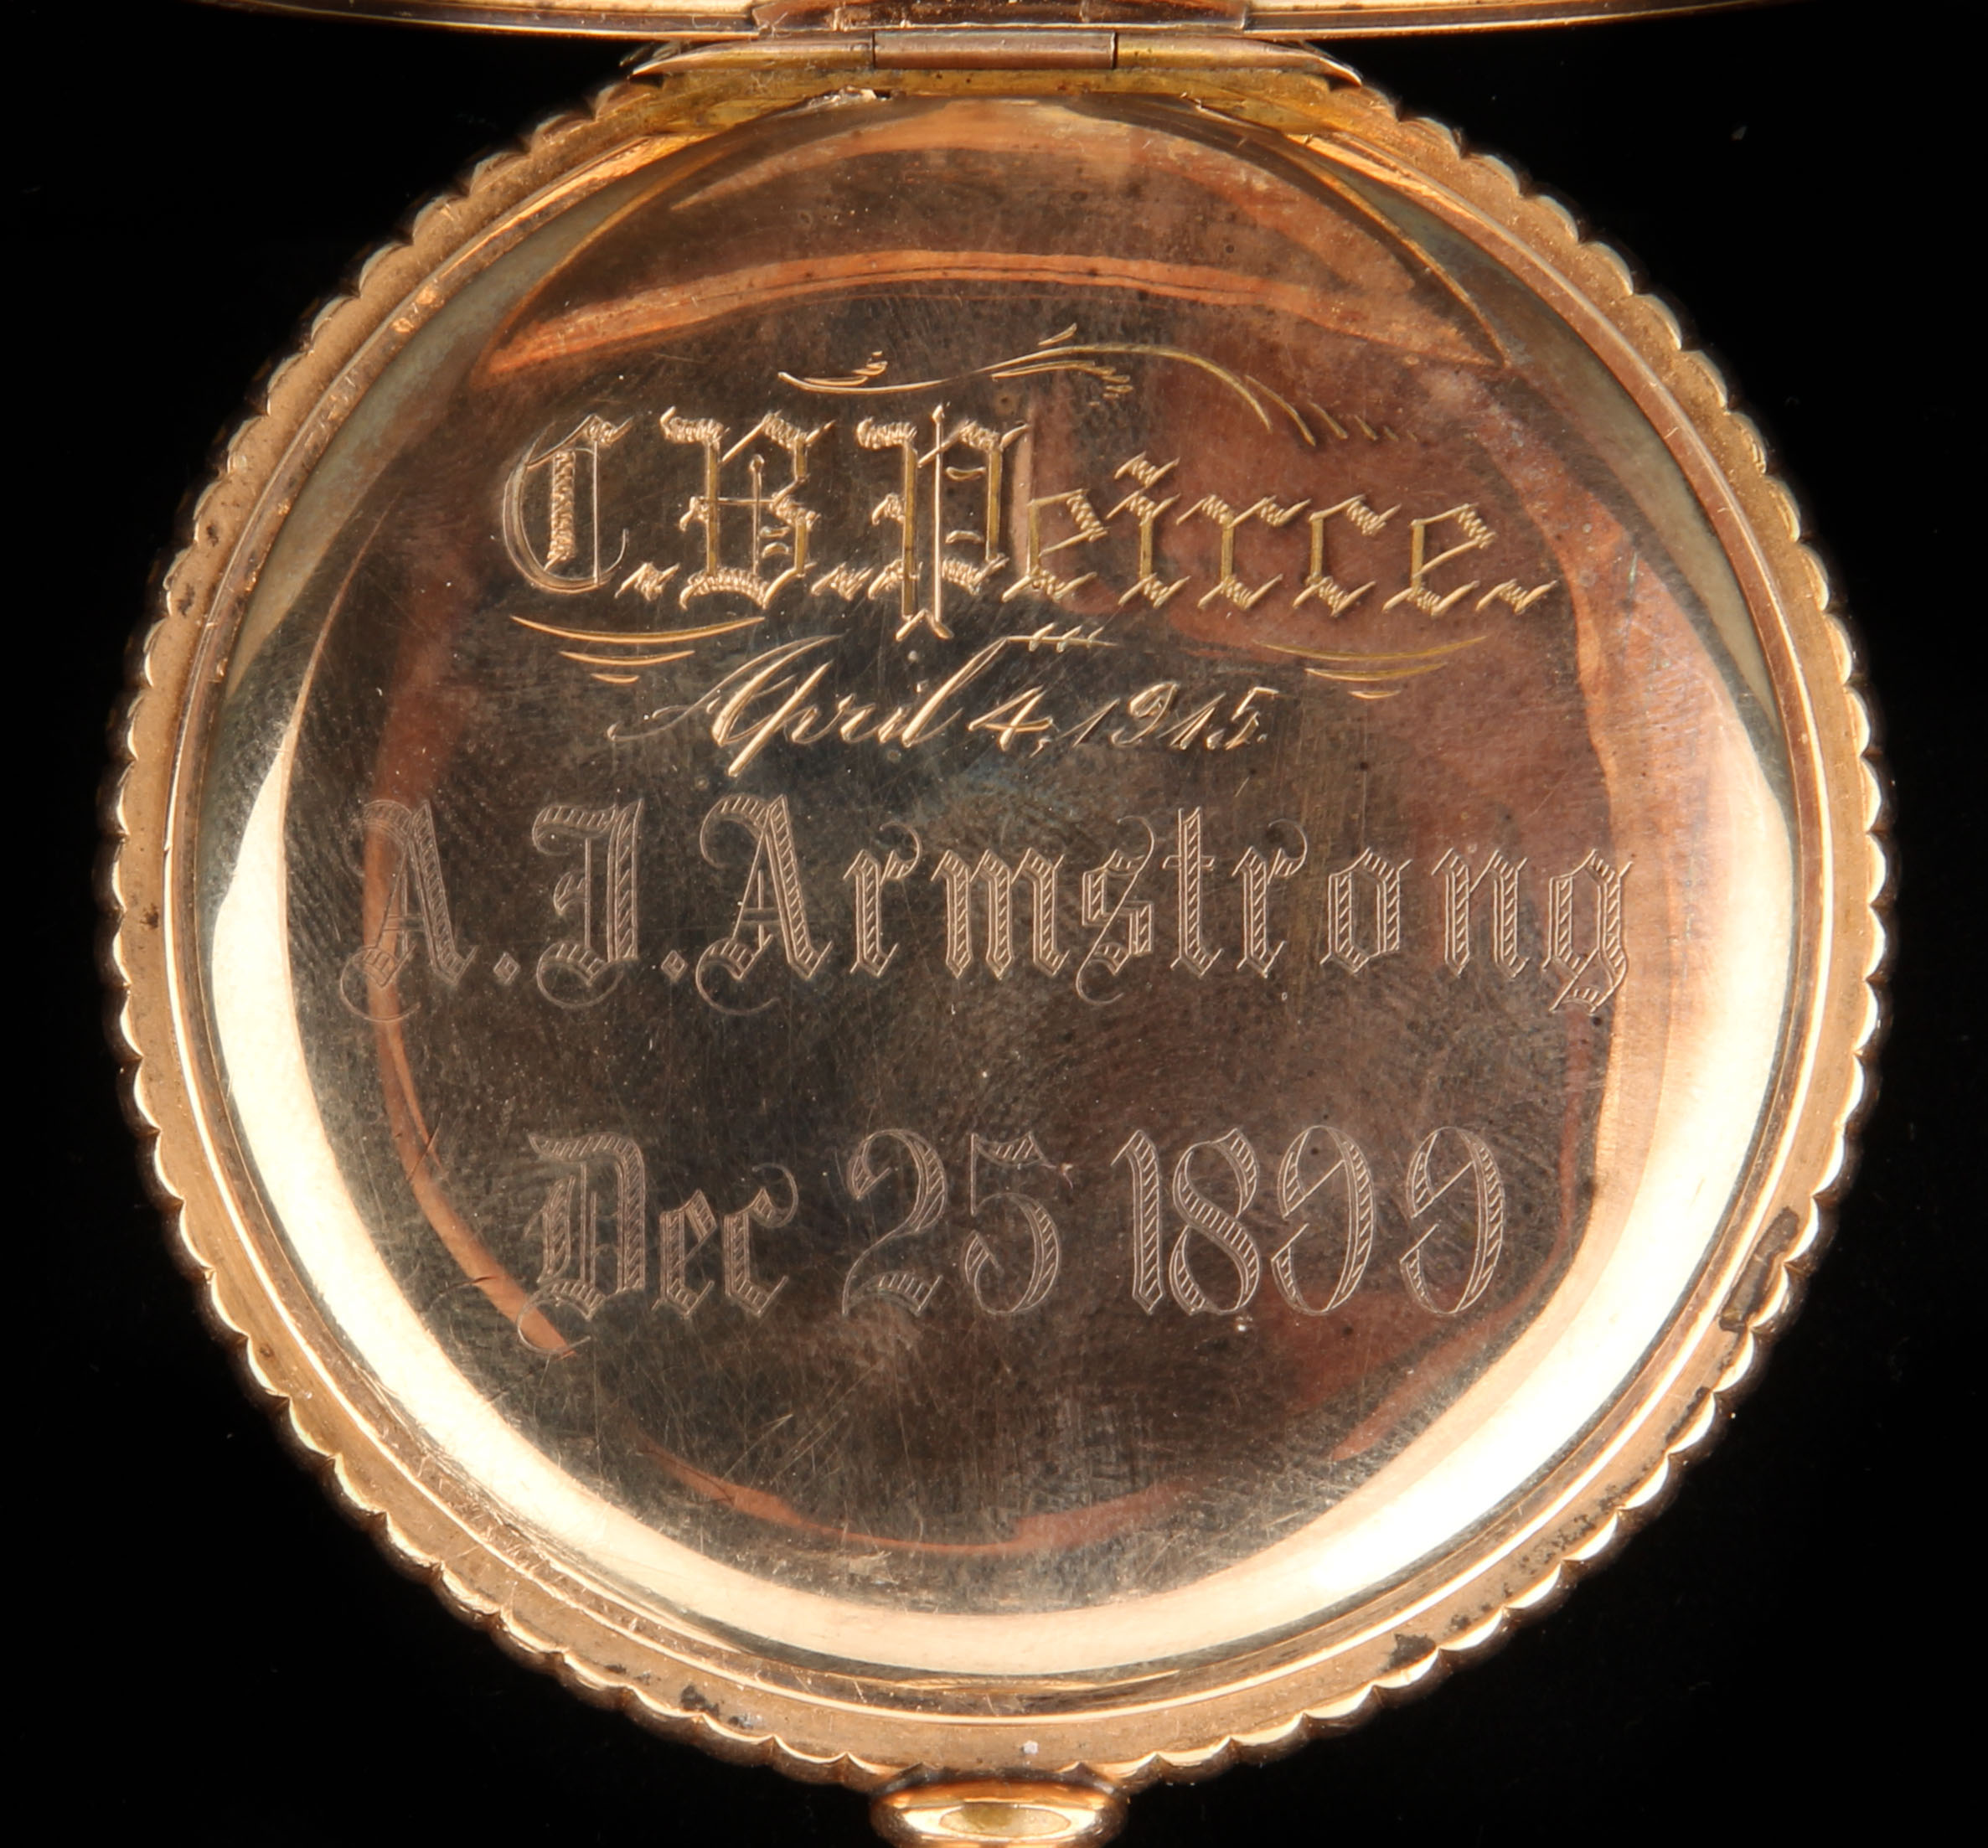 C. B. Peirce.
April 4, 1915.
A. J. Armstrong
Dec 25 1899